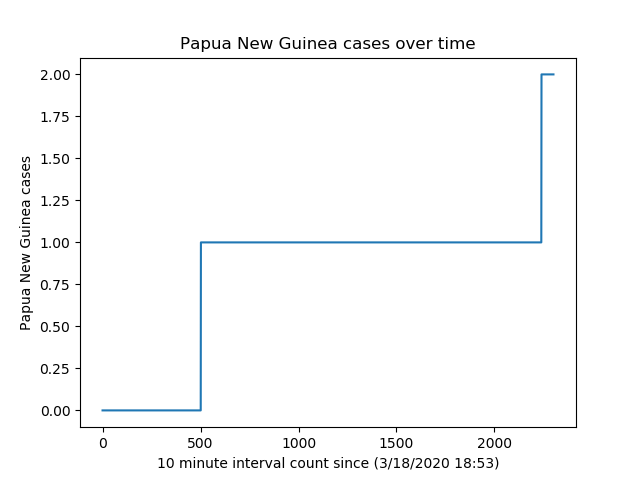 Papua New Guinea cases over time
2.00
1.75
1.50
1.25
1.00
0.75
0.50
0.25
0.00
Papua New Guinea cases
0 500 1000 1500 2000
10 minute interval count since (3/18/2020 18:53)